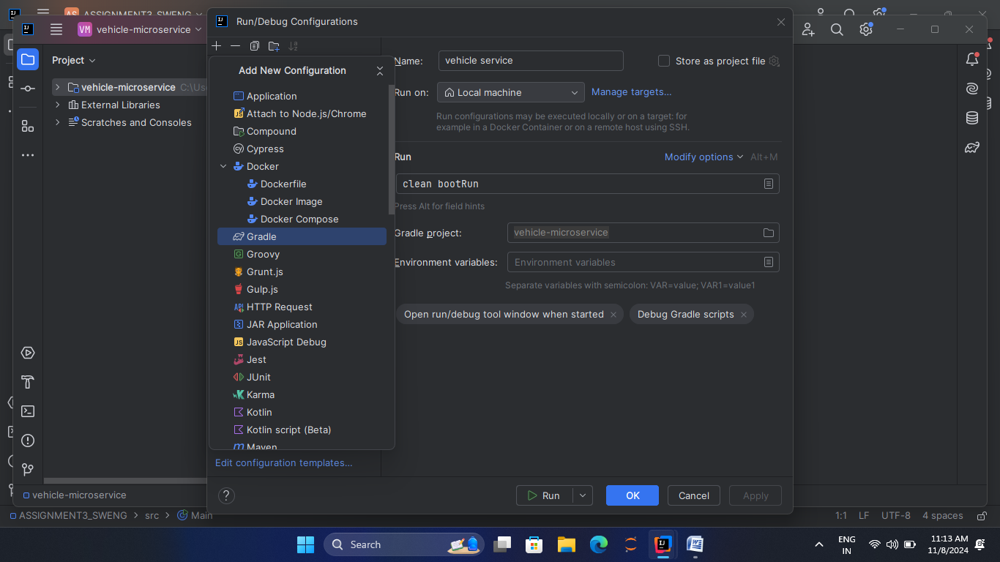 ASSIGNMENT3_SWENG
VM vehicle-microservice
Project
vehicle-microservice C:\Us
External Libraries
Scratches and Consoles
Run/Debug Configurations
Add New Configuration
Application
Attach to Node.js/Chrome
Compound
Cypress
Docker
Dockerfile
Docker Image
Docker Compose
Gradle
Groovy
Grunt.js
Gulp.js
HTTP Request
JAR Application
JavaScript Debug
Jest
JUnit
Karma
Kotlin
Kotlin script (Beta)
Maven
Edit configuration templates...
Name: vehicle service Store as project file
Run on: Local machine Manage targets...
Run configurations may be executed locally or on a target: for
example in a Docker Container or on a remote host using SSH.
Run Modify options Alt+M
clean bootRun
Press Alt for field hints
Gradle project: vehicle-microservice
Environment variables: Environment variables
Separate variables with semicolon: VAR=value; VAR1=value1
Open run/debug tool window when started Debug Gradle scripts
? Run OK Cancel Apply
vehicle-microservice
ASSIGNMENT3_SWENG > src > Main 1:1 LF UTF-8 4 spaces
Search
ENG
IN
11:13 AM
11/8/2024